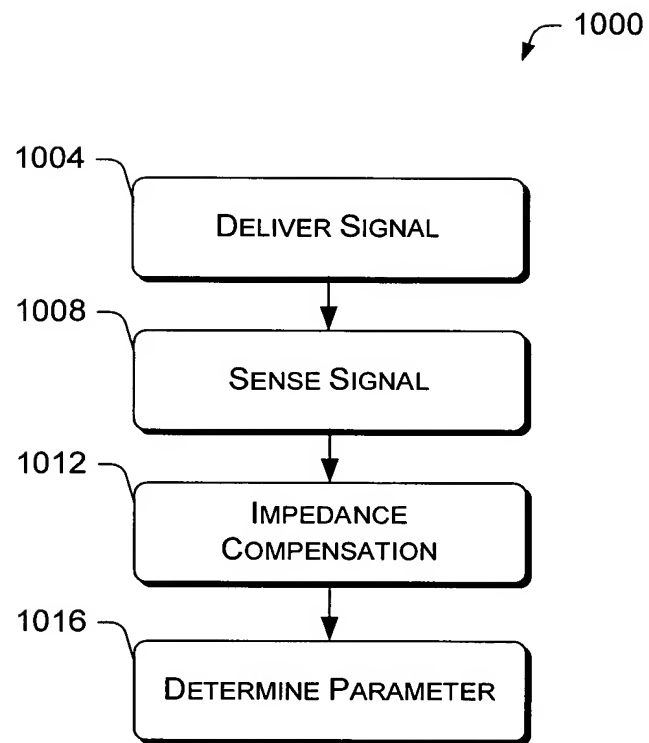 1000
1004
DELIVER SIGNAL
1008
SENSE SIGNAL
1012
IMPEDANCE
COMPENSATION
1016
DETERMINE PARAMETER